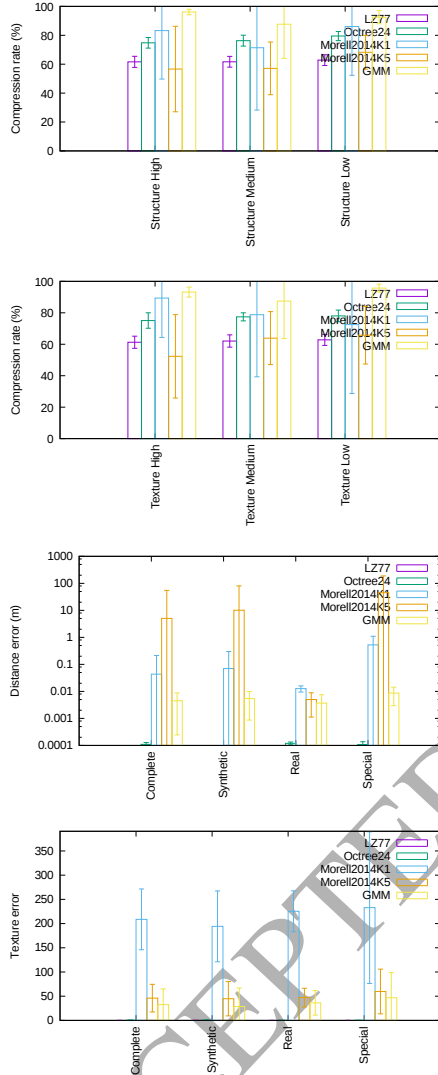 100
80
60
40
20
0
Compression rate (%)
LZ77
Octree24
Morell2014K1
Morell2014K5
GMM
Structure High
Structure Medium
Structure Low
100
80
60
40
20
0
Compression rate (%)
LZ77
Octree24
Morell2014K1
Morell2014K5
GMM
Texture High
Texture Medium
Texture Low
1000
100
10
1
0.1
0.01
0.001
0.0001
Distance error (m)
LZ77
Octree24
Morell2014K1
Morell2014K5
GMM
Complete
Synthetic
Real
Special
350
300
250
200
150
100
50
0
Texture error
LZ77
Octree24
Morell2014K1
Morell2014K5
GMM
Complete
Synthetic
Real
Special
CEPTED